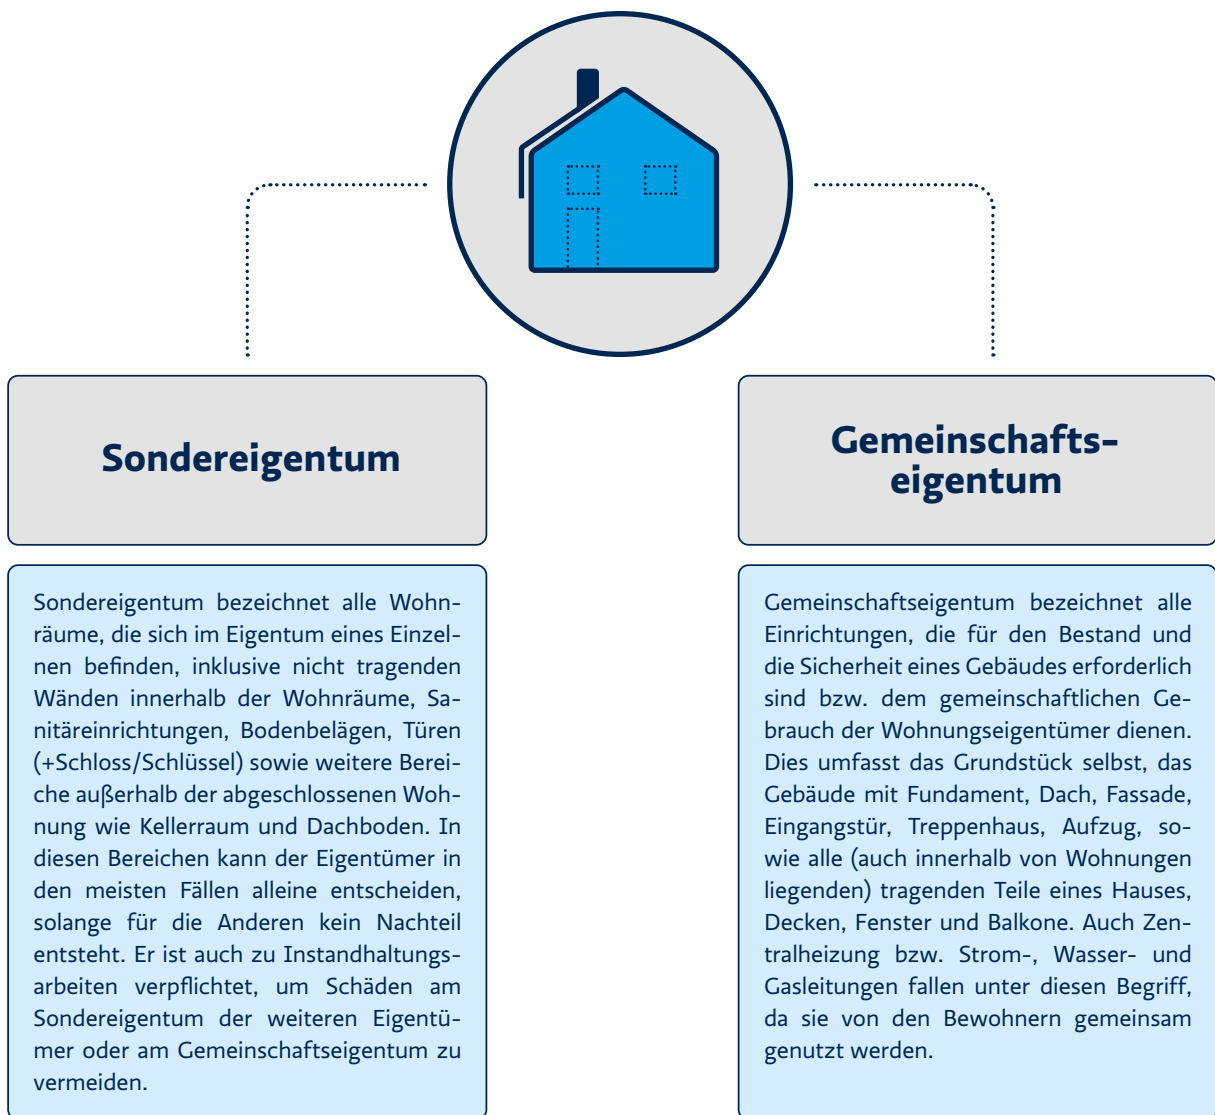 Sondereigentum
Sondereigentum bezeichnet alle Wohn-
räume, die sich im Eigentum eines Einzel-
nen befinden, inklusive nicht tragenden
Wänden innerhalb der Wohnräume, Sa-
nitäreinrichtungen, Bodenbelägen, Türen
(+Schloss/Schlüssel) sowie weitere Berei-
che außerhalb der abgeschlossenen Woh-
nung wie Kellerraum und Dachboden. In
diesen Bereichen kann der Eigentümer in
den meisten Fällen alleine entscheiden,
solange für die Anderen kein Nachteil
entsteht. Er ist auch zu Instandhaltungs-
arbeiten verpflichtet, um Schäden am
Sondereigentum der weiteren Eigentü-
mer oder am Gemeinschaftseigentum zu
vermeiden.
Gemeinschafts-
eigentum
Gemeinschaftseigentum bezeichnet alle
Einrichtungen, die für den Bestand und
die Sicherheit eines Gebäudes erforderlich
sind bzw. dem gemeinschaftlichen Ge-
brauch der Wohnungseigentümer dienen.
Dies umfasst das Grundstück selbst, das
Gebäude mit Fundament, Dach, Fassade,
Eingangstür, Treppenhaus, Aufzug, so-
wie alle (auch innerhalb von Wohnungen
liegenden) tragenden Teile eines Hauses,
Decken, Fenster und Balkone. Auch Zen-
tralheizung bzw. Strom-, Wasser- und
Gasleitungen fallen unter diesen Begriff,
da sie von den Bewohnern gemeinsam
genutzt werden.